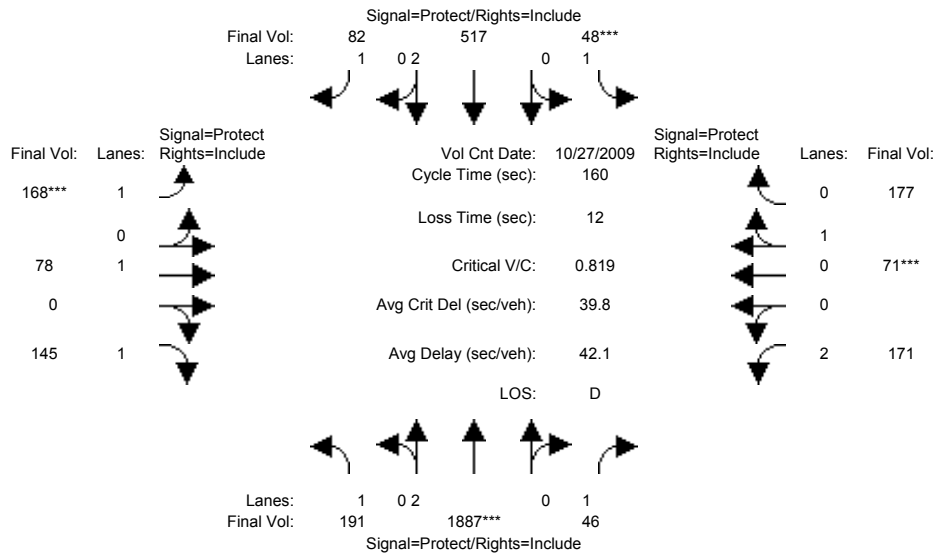 Signal=Protect/Rights=Include
Final Vol: 82 517 48***
Lanes: 1 0 2 0 1
Signal=Protect
Final Vol: Lanes: Rights=Include
Vol Cnt Date: 10/27/2009
Signal=Protect
Rights=Include Lanes: Final Vol:
Cycle Time (sec): 160
168*** 1
0 177
Loss Time (sec): 12
0
1
78 1
Critical V/C: 0.819
0 71***
0
Avg Crit Del (sec/veh): 39.8
0
145 1
Avg Delay (sec/veh): 42.1
2 171
LOS: D
Lanes: 1 0 2 0 1
Final Vol: 191 1887*** 46
Signal=Protect/Rights=Include